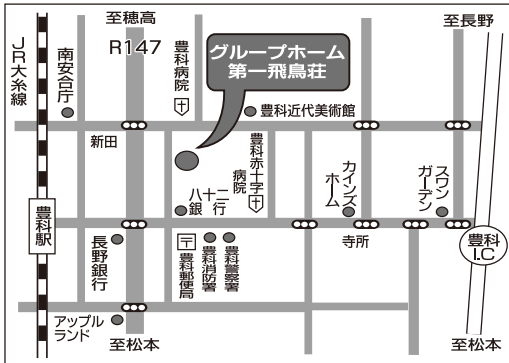 至穂高
至長野
R147
JR大糸線
南安合庁
豊科病院
グループホーム
第一飛鳥荘
豊科近代美術館
新田
豊科赤十字
病院
カインズ
ホーム
スワン
ガーデン
八十二
銀行
豊科駅
長野銀行
〒
豊科郵便局
豊科消防署
豊科警察署
寺所
豊科
I.C
アップル
ランド
至松本
至松本